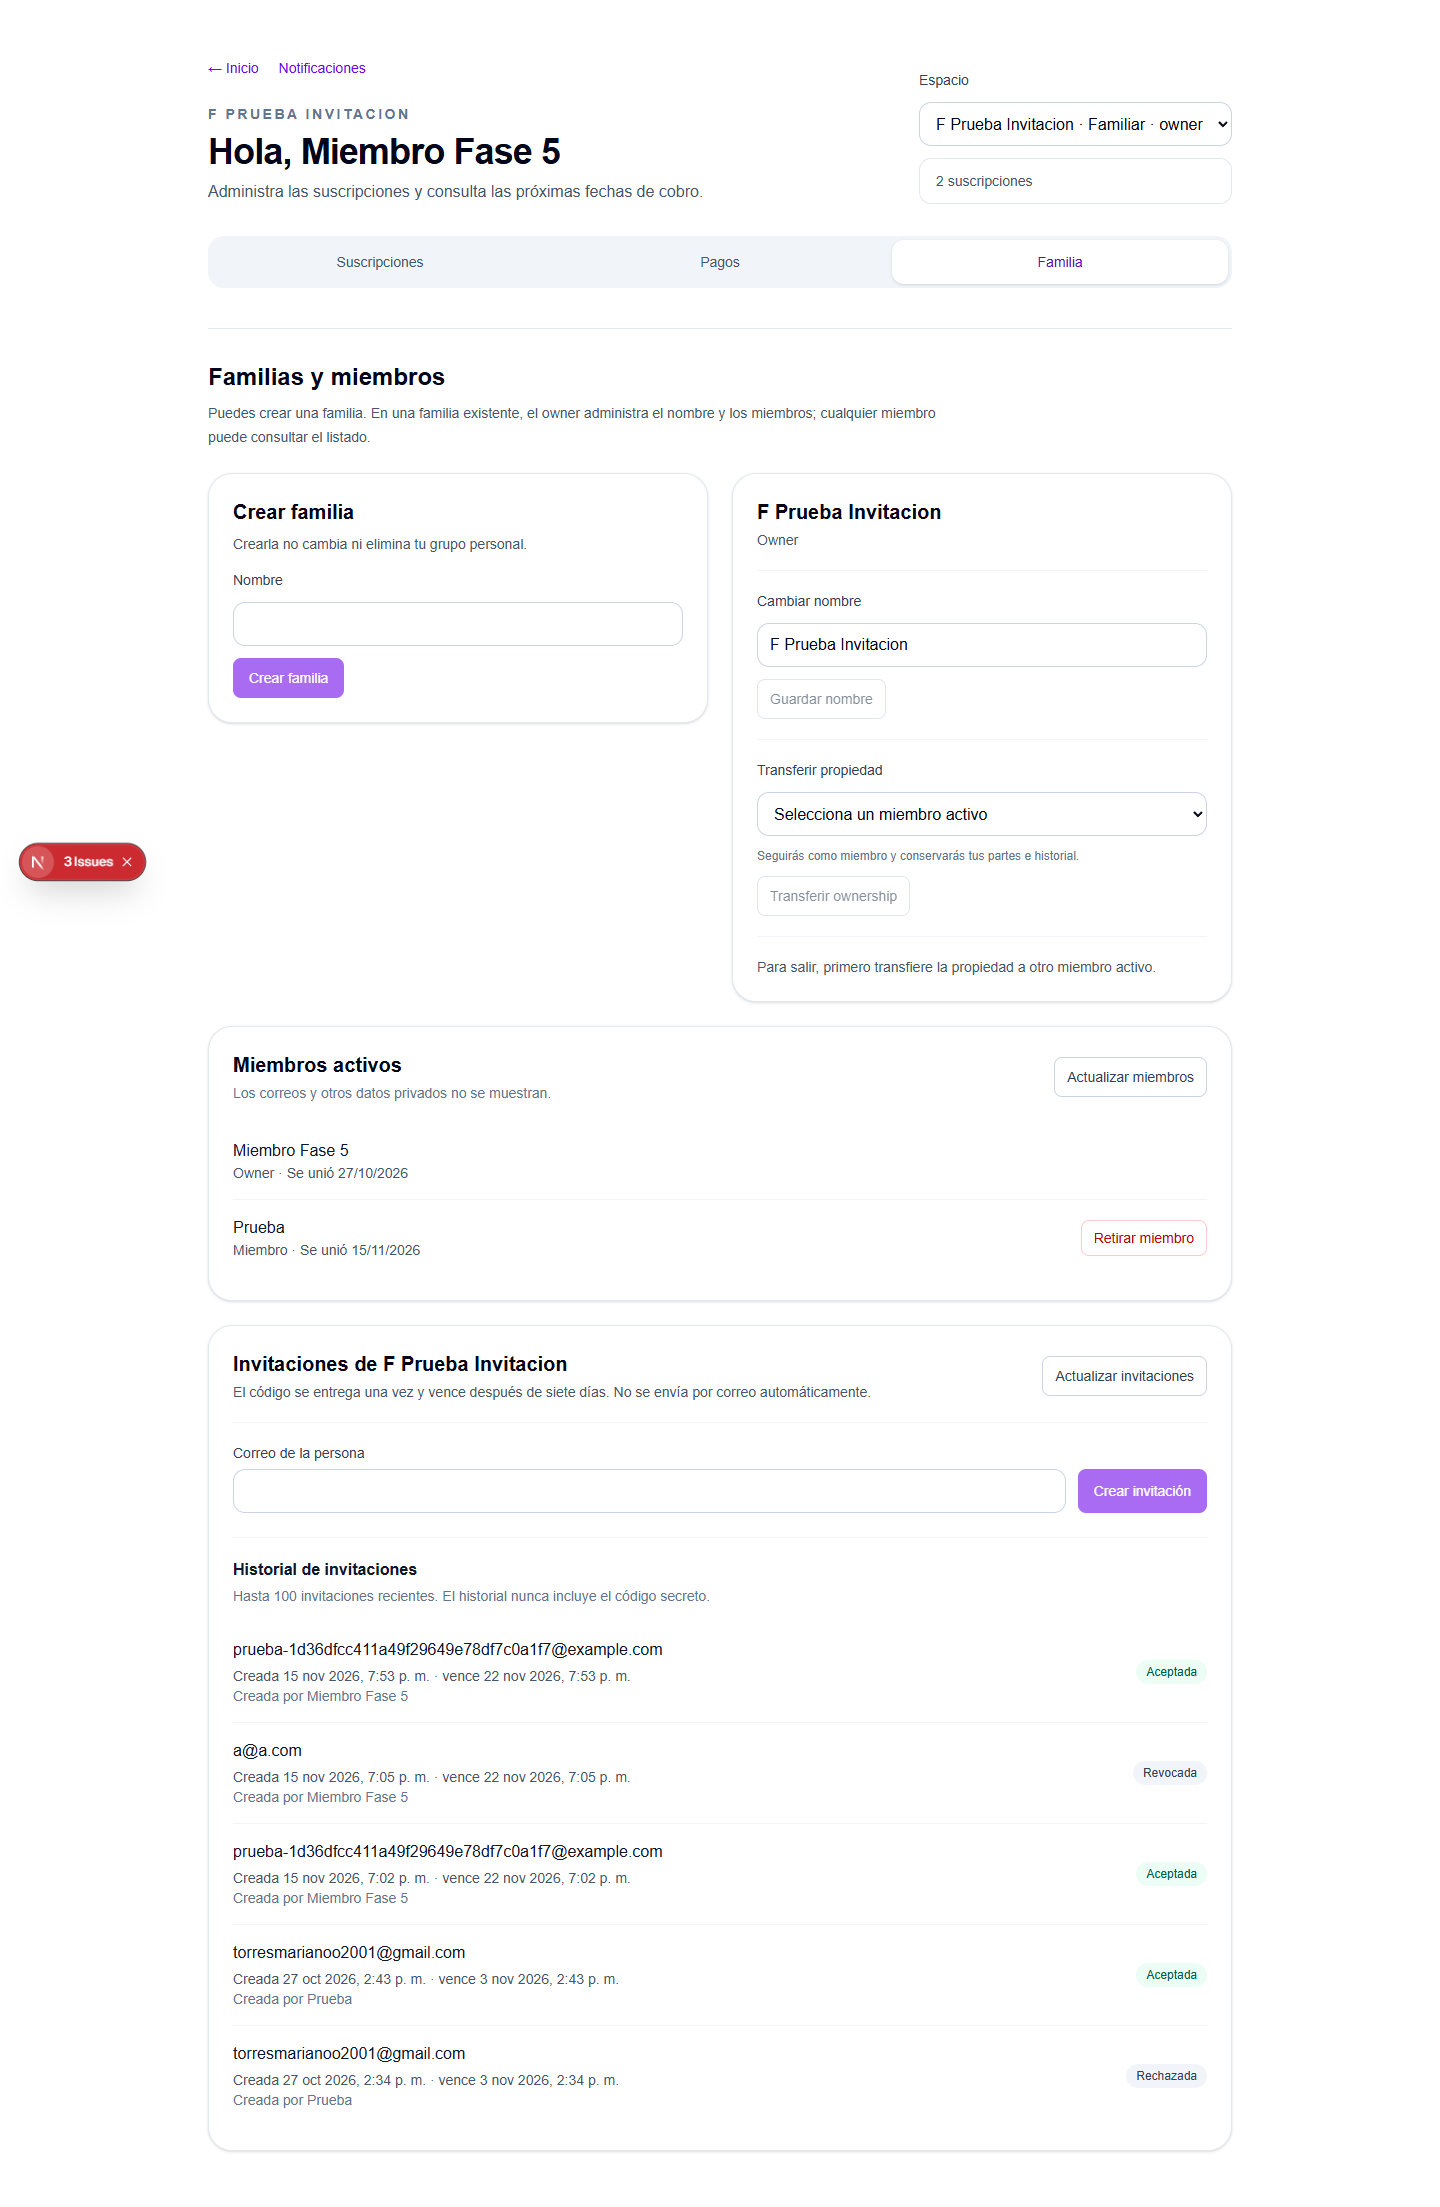 ← Inicio
Notificaciones
F PRUEBA INVITACION
Hola, Miembro Fase 5
Administra las suscripciones y consulta las próximas fechas de cobro.
Espacio
F Prueba Invitacion · Familiar · owner
2 suscripciones
Suscripciones
Pagos
Familia
Familias y miembros
Puedes crear una familia. En una familia existente, el owner administra el nombre y los miembros; cualquier miembro
puede consultar el listado.
Crear familia
Crearla no cambia ni elimina tu grupo personal.
Nombre
Crear familia
F Prueba Invitacion
Owner
Cambiar nombre
F Prueba Invitacion
Guardar nombre
Transferir propiedad
Selecciona un miembro activo
Seguirás como miembro y conservarás tus partes e historial.
Transferir ownership
Para salir, primero transfiere la propiedad a otro miembro activo.
N 3 Issues ×
Miembros activos
Los correos y otros datos privados no se muestran.
Actualizar miembros
Miembro Fase 5
Owner · Se unió 27/10/2026
Prueba
Miembro · Se unió 15/11/2026
Retirar miembro
Invitaciones de F Prueba Invitacion
El código se entrega una vez y vence después de siete días. No se envía por correo automáticamente.
Actualizar invitaciones
Correo de la persona
Crear invitación
Historial de invitaciones
Hasta 100 invitaciones recientes. El historial nunca incluye el código secreto.
prueba-1d36dfcc411a49f29649e78df7c0a1f7@example.com
Creada 15 nov 2026, 7:53 p. m. · vence 22 nov 2026, 7:53 p. m.
Creada por Miembro Fase 5
Aceptada
a@a.com
Creada 15 nov 2026, 7:05 p. m. · vence 22 nov 2026, 7:05 p. m.
Creada por Miembro Fase 5
Revocada
prueba-1d36dfcc411a49f29649e78df7c0a1f7@example.com
Creada 15 nov 2026, 7:02 p. m. · vence 22 nov 2026, 7:02 p. m.
Creada por Miembro Fase 5
Aceptada
torresmarianoo2001@gmail.com
Creada 27 oct 2026, 2:43 p. m. · vence 3 nov 2026, 2:43 p. m.
Creada por Prueba
Aceptada
torresmarianoo2001@gmail.com
Creada 27 oct 2026, 2:34 p. m. · vence 3 nov 2026, 2:34 p. m.
Creada por Prueba
Rechazada